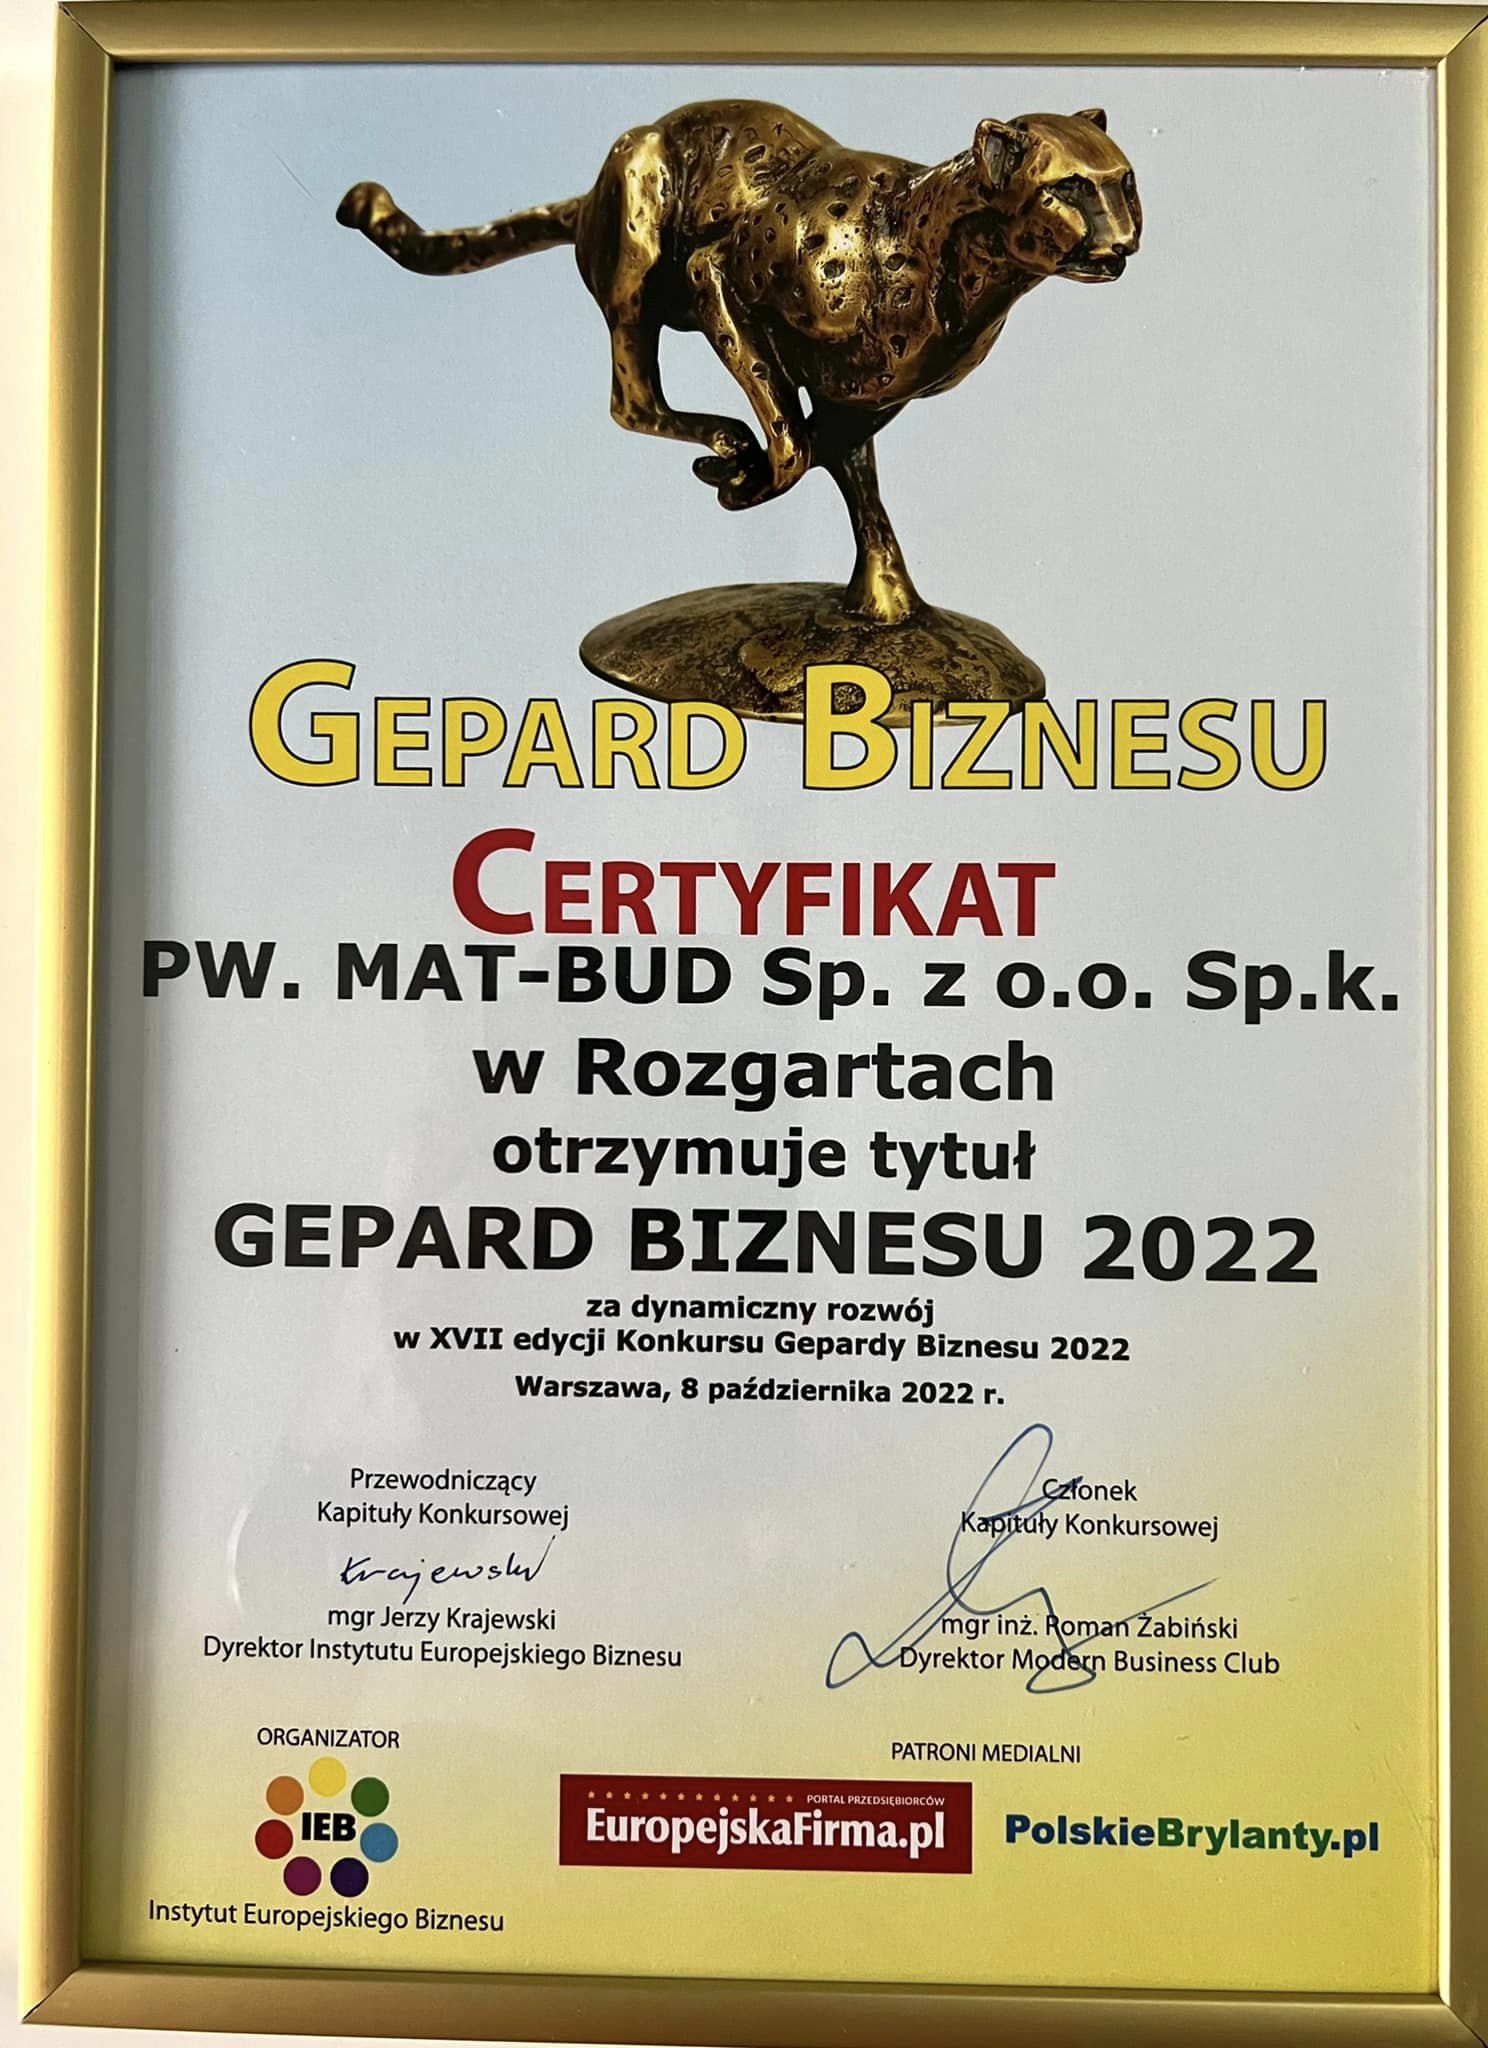 GEPARD BIZNESU
CERTYFIKAT
PW. MAT-BUD Sp. z o.o. Sp.k.
w Rozgartach
otrzymuje tytuł
GEPARD BIZNESU 2022
za dynamiczny rozwój
w XVII edycji Konkursu Gepardy Biznesu 2022
Warszawa, 8 października 2022 r.
Przewodniczący
Kapituły Konkursowej
Krajewski
mgr Jerzy Krajewski
Dyrektor Instytutu Europejskiego Biznesu
Członek
Kapituły Konkursowej
mgr inż. Roman Żabiński
Dyrektor Modern Business Club
ORGANIZATOR
IEB
Instytut Europejskiego Biznesu
PATRONI MEDIALNI
PORTAL PRZEDSIĘBIORCÓW
EuropejskaFirma.pl
PolskieBrylanty.pl